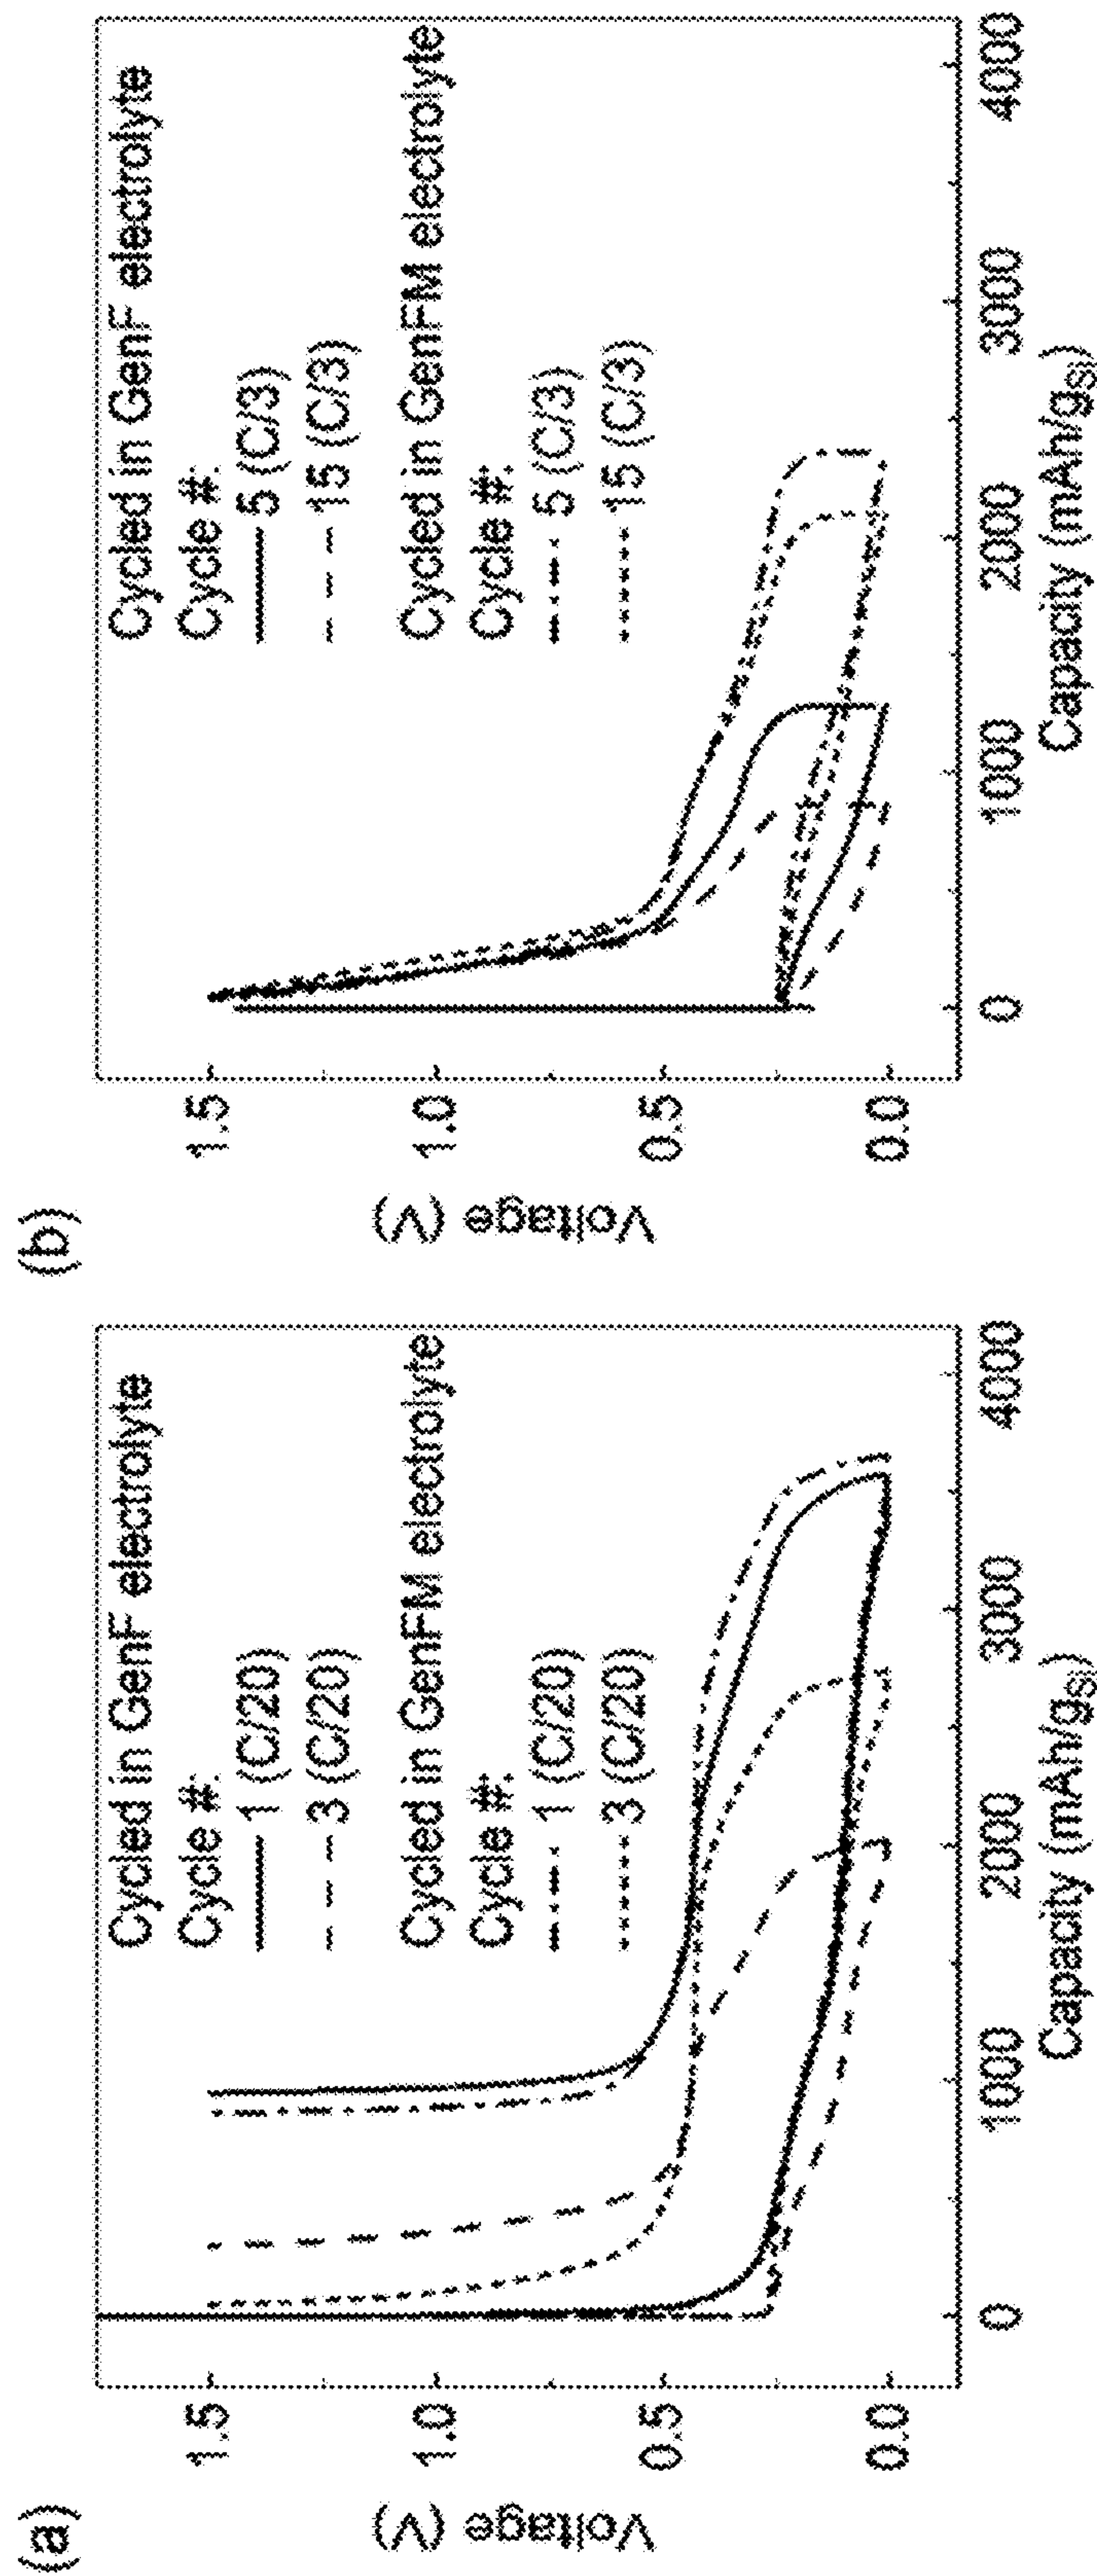 (a)
Voltage (V)
1.5
1.0
0.5
0.0
Cycled in GenF electrolyte
Cycle #:
1 (C/20)
3 (C/20)
Cycled in GenFM electrolyte
Cycle #:
1 (C/20)
3 (C/20)
0 1000 2000 3000 4000
Capacity (mAh/gSi)
(b)
Voltage (V)
1.5
1.0
0.5
0.0
Cycled in GenF electrolyte
Cycle #:
5 (C/3)
15 (C/3)
Cycled in GenFM electrolyte
Cycle #:
5 (C/3)
15 (C/3)
0 1000 2000 3000 4000
Capacity (mAh/gSi)